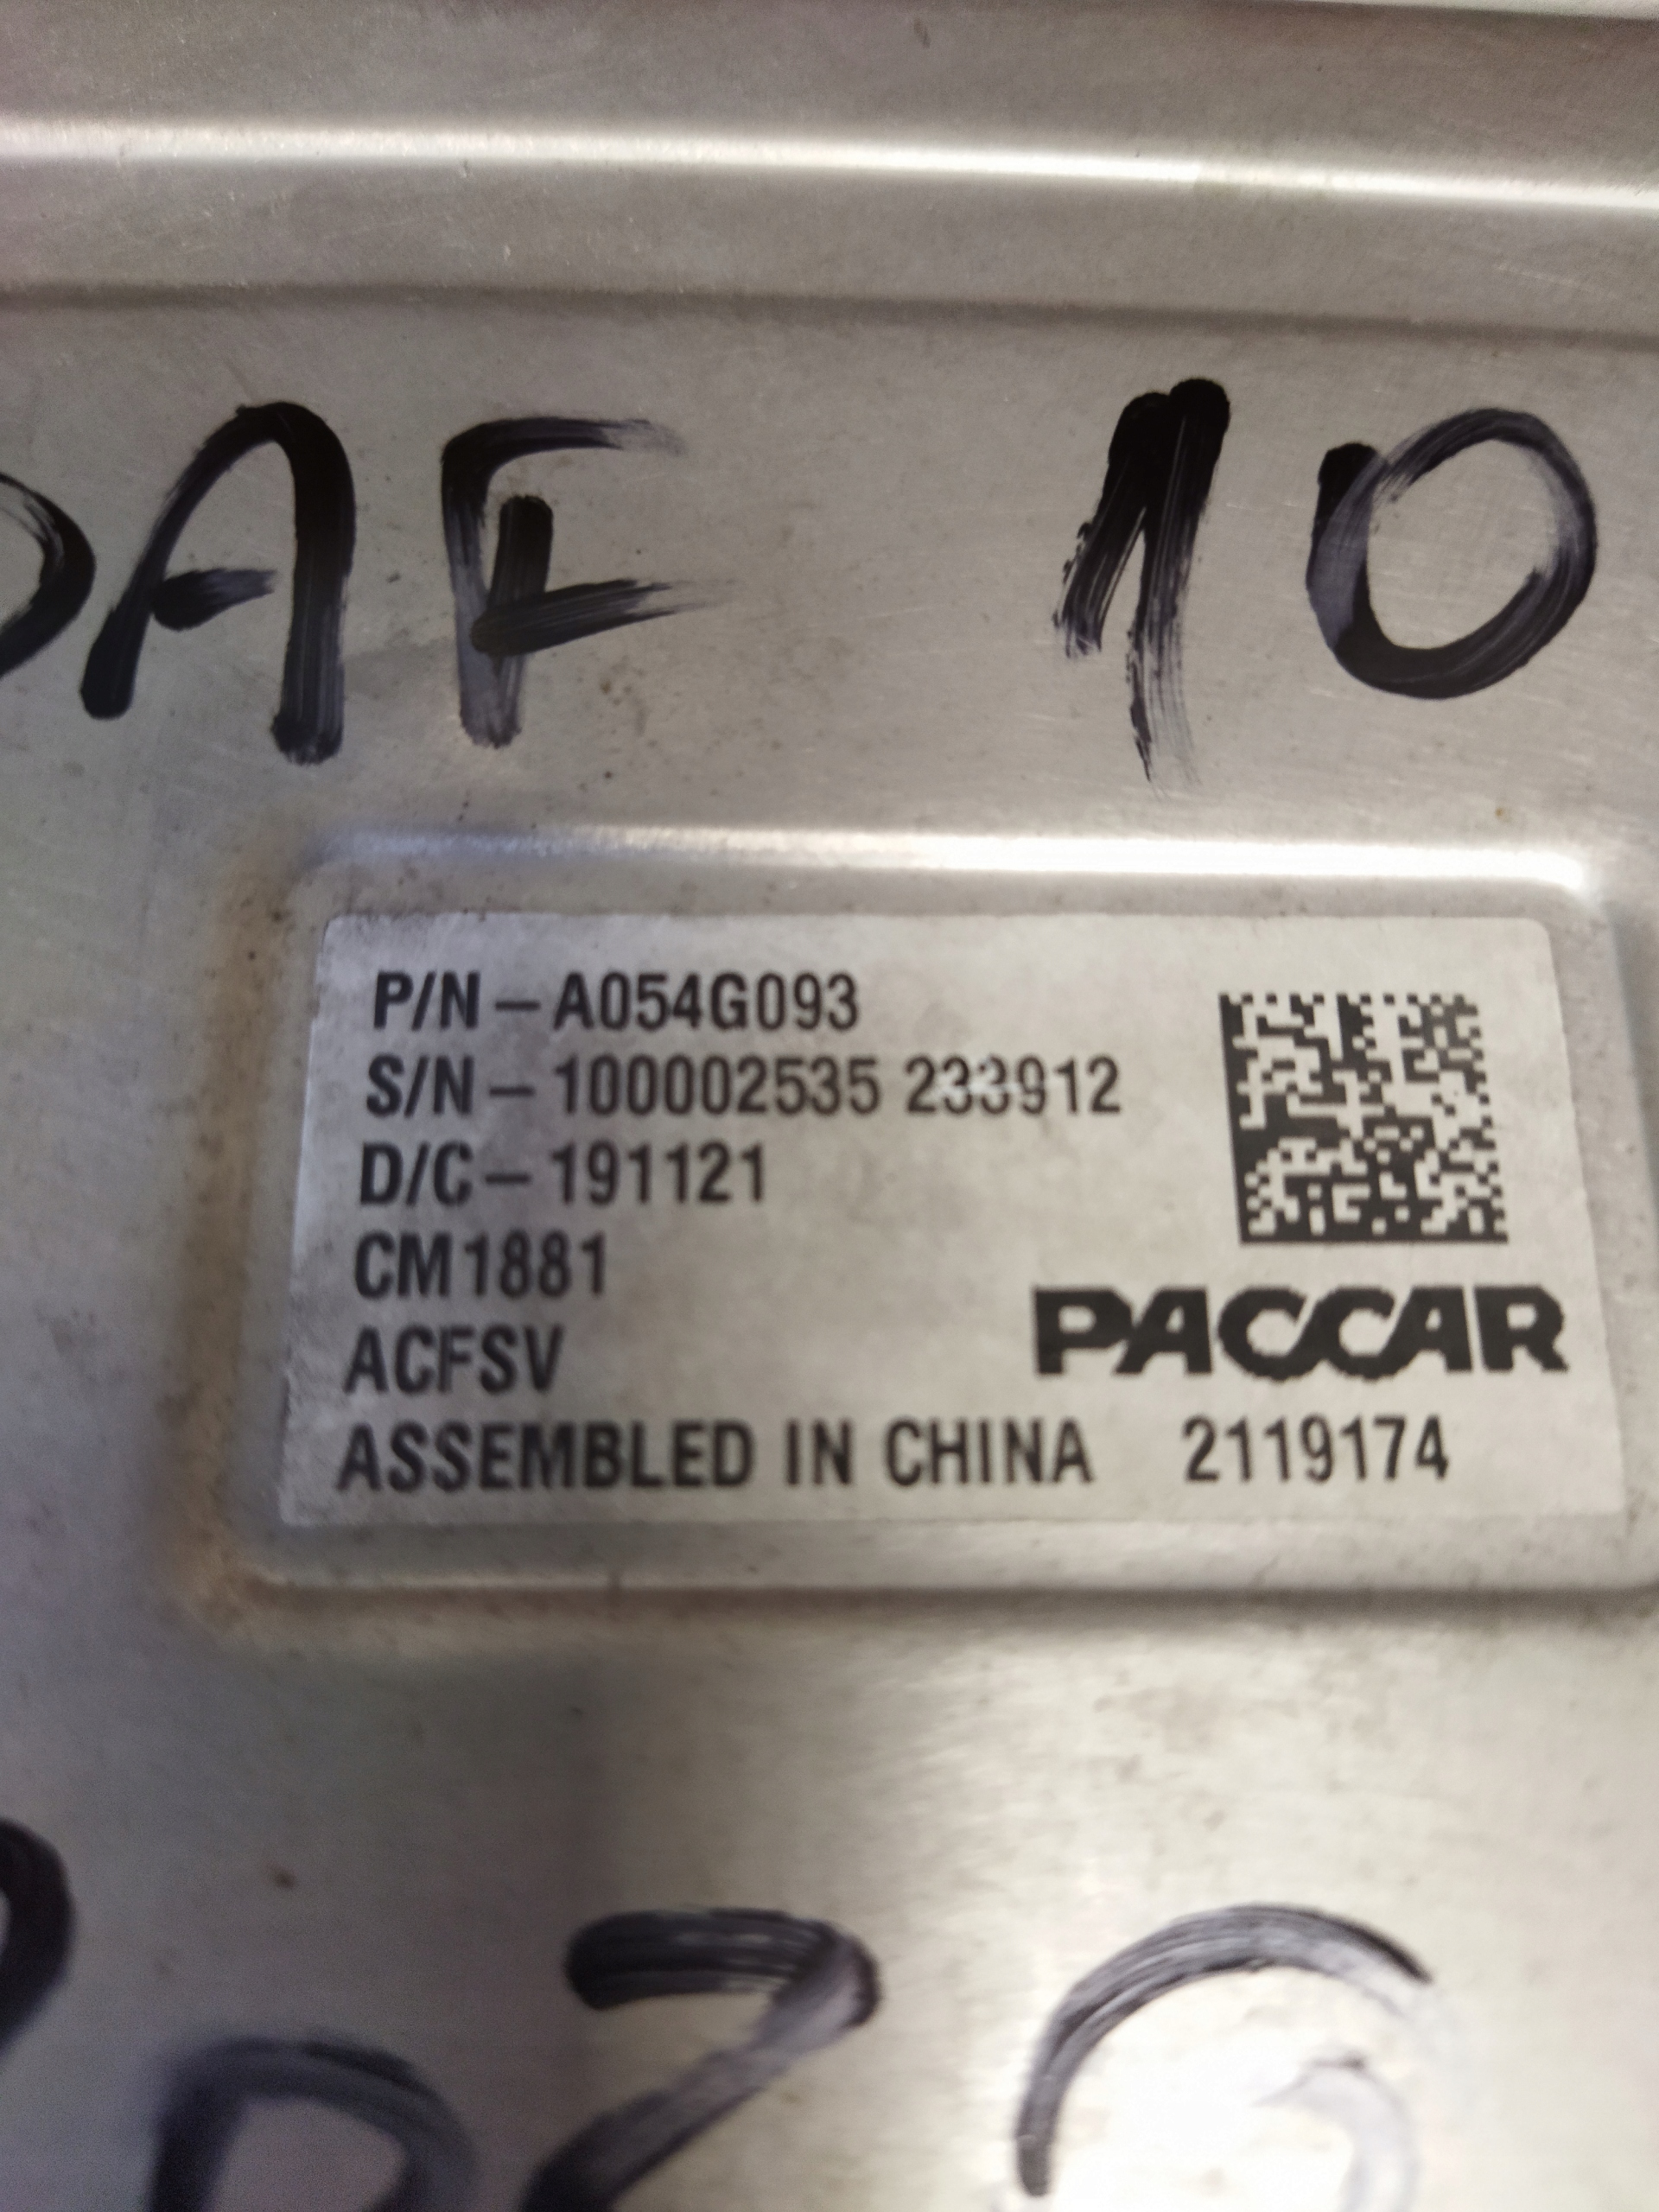 DAF 10
P/N – A054G093
S/N – 100002535 233912
D/C – 191121
CM1881
ACFSV
PACCAR
ASSEMBLED IN CHINA 2119174